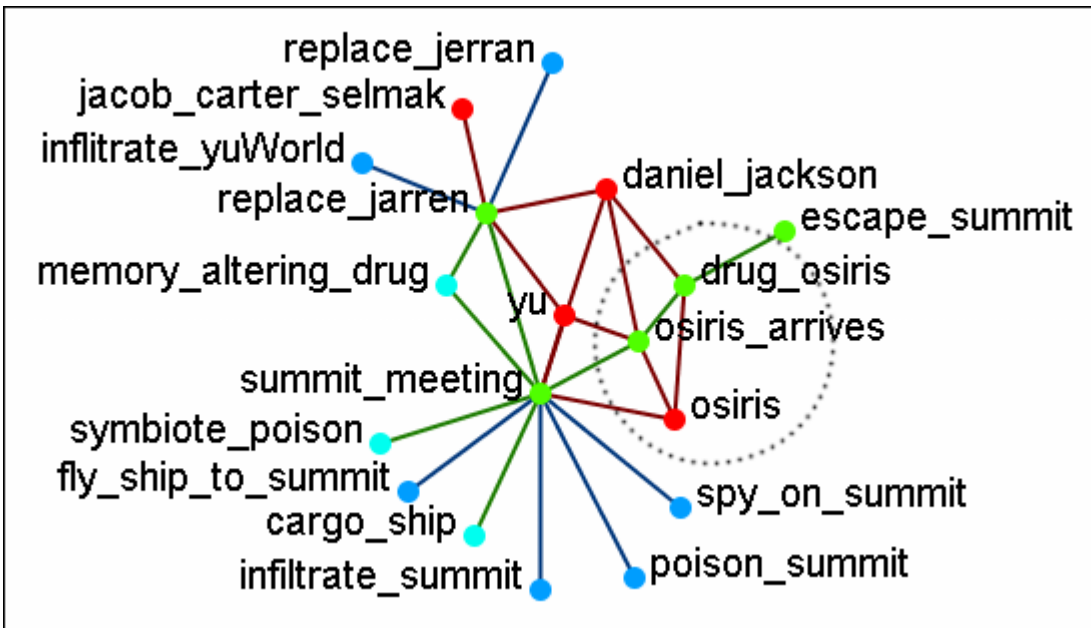 replace_jerran
jacob_carter_selmak
inflitrate_yuWorld
daniel_jackson
replace_jarren
escape_summit
memory_altering_drug
drug_osiris
yu
osiris_arrives
summit_meeting
osiris
symbiote_poison
fly_ship_to_summit
spy_on_summit
cargo_ship
poison_summit
infiltrate_summit